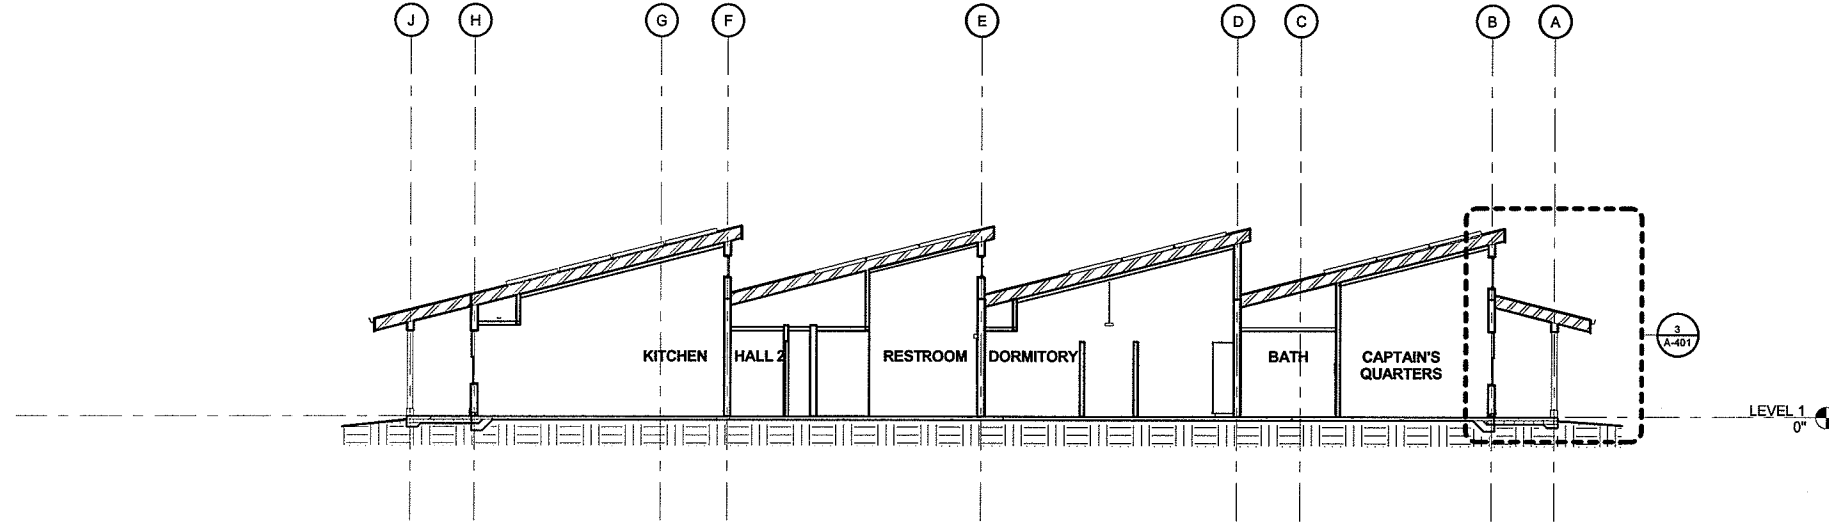 J H G F E D C B A
KITCHEN HALL 2 RESTROOM DORMITORY BATH CAPTAIN'S
QUARTERS
3
A-401
LEVEL 1
0"